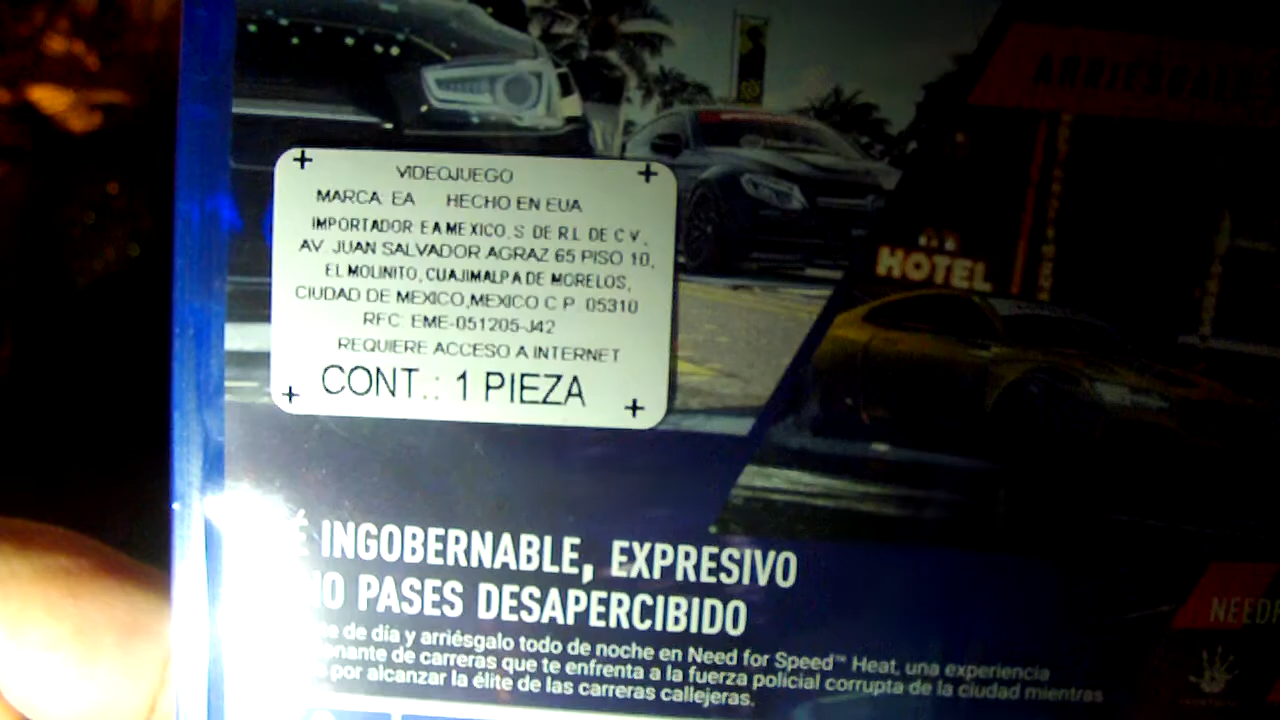 VIDEOJUEGO
MARCA: EA HECHO EN EUA
IMPORTADOR EA MEXICO, S. DE R.L. DE C.V.,
AV. JUAN SALVADOR AGRAZ 65 PISO 10,
EL MOLINITO, CUAJIMALPA DE MORELOS,
CIUDAD DE MEXICO,MEXICO C.P. 05310
RFC: EME-051205-J42
REQUIERE ACCESO A INTERNET
CONT.: 1 PIEZA
HOTEL
INGOBERNABLE, EXPRESIVO
PASES DESAPERCIBIDO
de día y arriésgalo todo de noche en Need for Speed™ Heat, una experiencia
de carreras que te enfrenta a la fuerza policial corrupta de la ciudad mientras
por alcanzar la élite de las carreras callejeras.